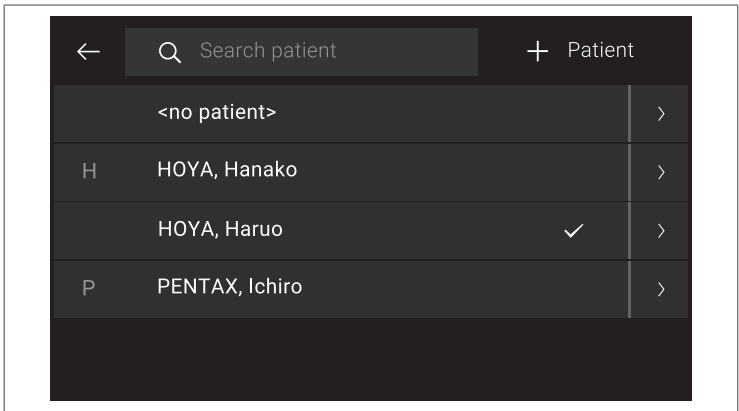 Search patient
+ Patient
<no patient>
H HOYA, Hanako
HOYA, Haruo
P PENTAX, Ichiro